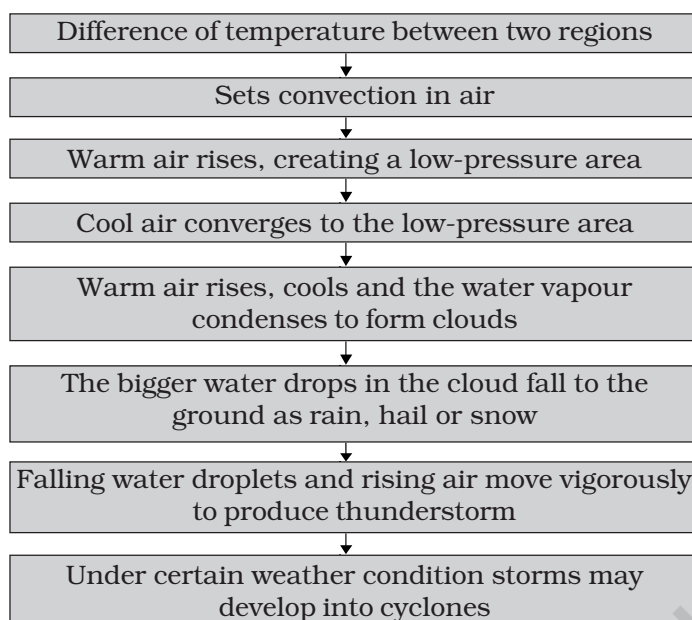 Difference of temperature between two regions
Sets convection in air
Warm air rises, creating a low-pressure area
Cool air converges to the low-pressure area
Warm air rises, cools and the water vapour
condenses to form clouds
The bigger water drops in the cloud fall to the
ground as rain, hail or snow
Falling water droplets and rising air move vigorously
to produce thunderstorm
Under certain weather condition storms may
develop into cyclones